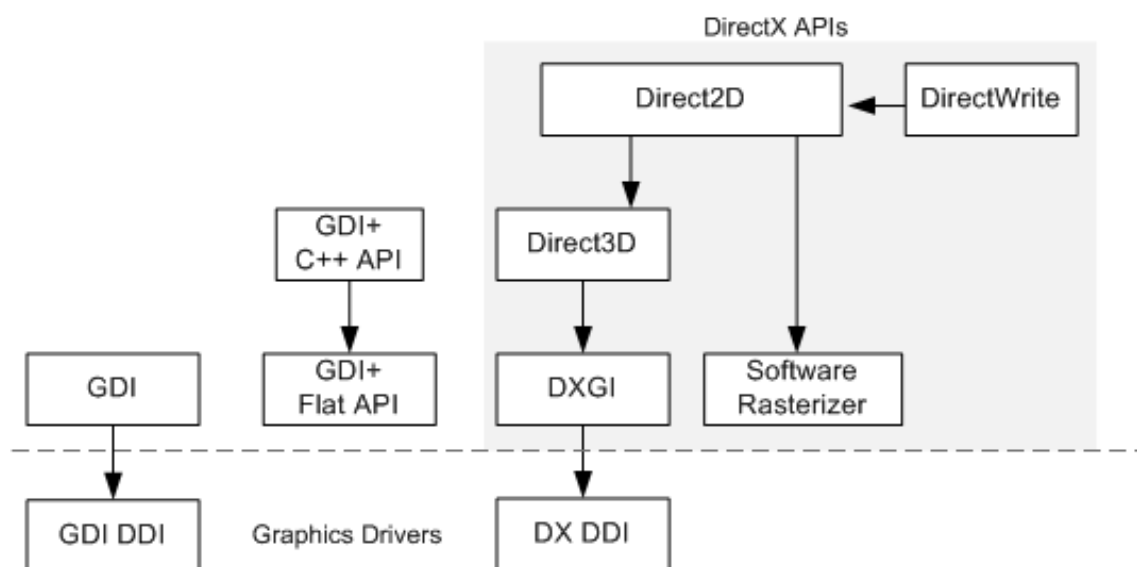 DirectX APIs
Direct2D
DirectWrite
GDI+
C++ API
Direct3D
GDI
GDI+
Flat API
DXGI
Software
Rasterizer
GDI DDI
Graphics Drivers
DX DDI